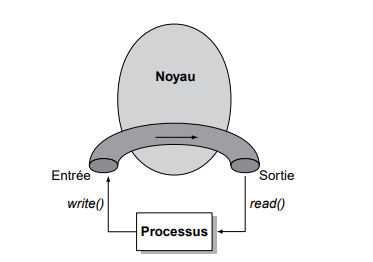 Noyau
Entrée
Sortie
write()
read()
Processus